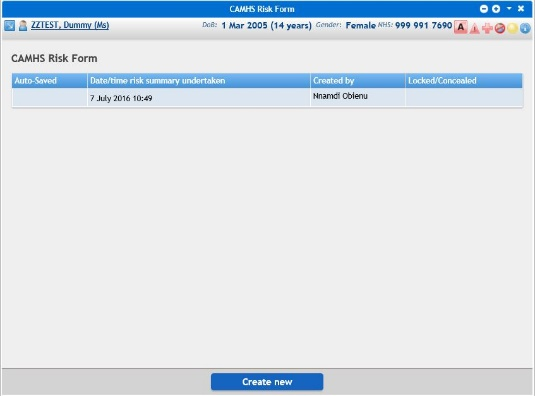 CAMHS Risk Form
ZZTEST, Dummy (Ms) DoB: 1 Mar 2005 (14 years) Gender: Female NHS: 999 991 7690 A
CAMHS Risk Form
Auto-Saved Date/time risk summary undertaken Created by Locked/Concealed
7 July 2016 10:49 Nnamdi Obienu
Create new